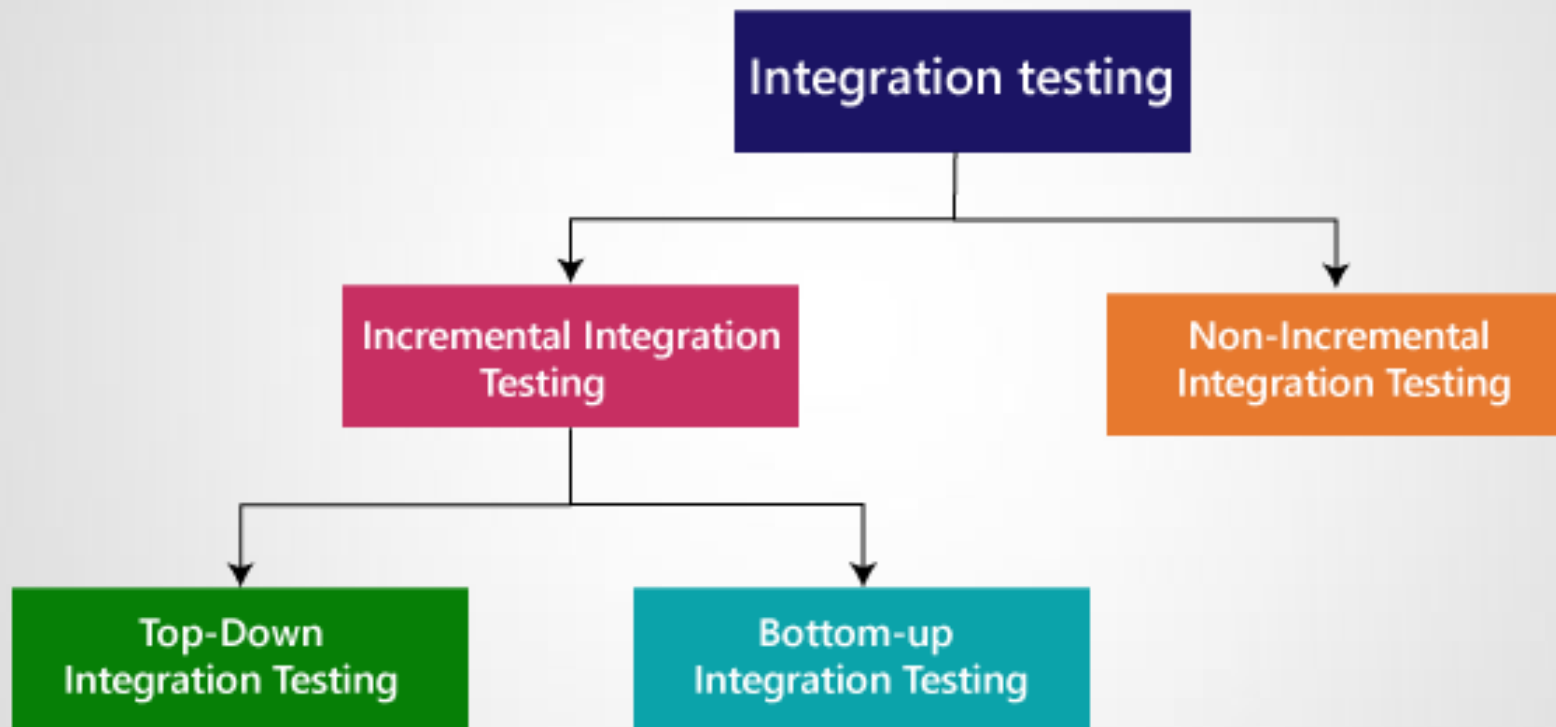 Integration testing
Incremental Integration
Testing
Non-Incremental
Integration Testing
Top-Down
Integration Testing
Bottom-up
Integration Testing